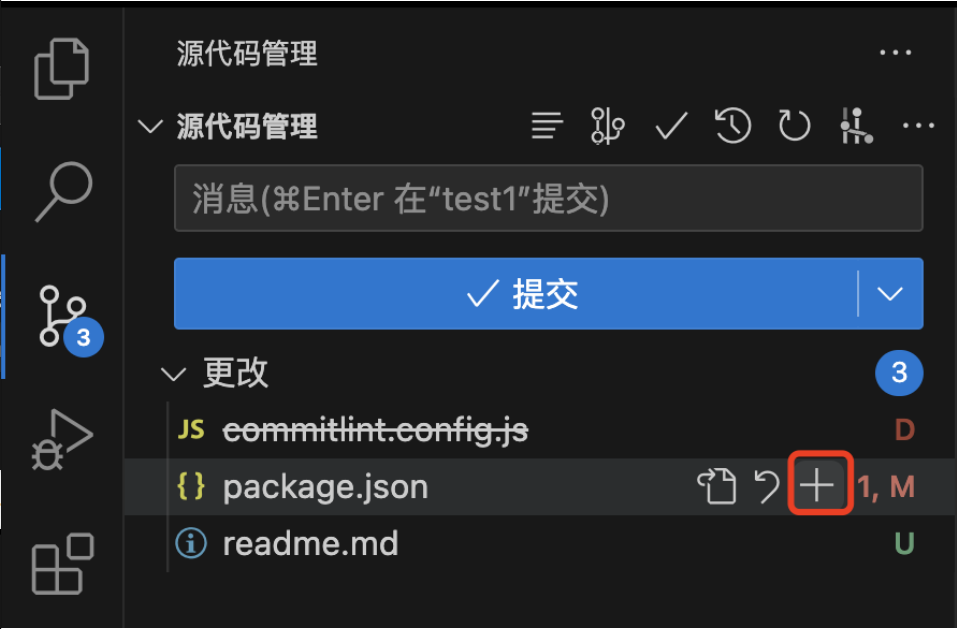 源代码管理
源代码管理
消息(⌘Enter 在“test1”提交)
提交
3
更改 3
JS commitlint.config.js D
{} package.json 1, M
readme.md U